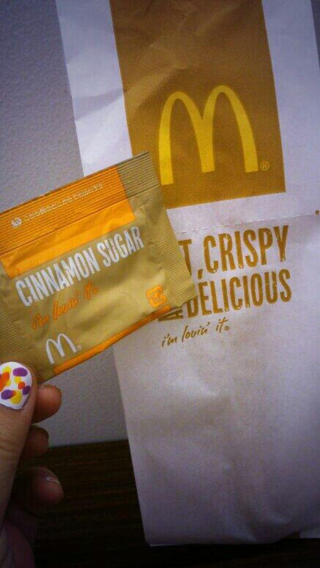 CINNAMON SUGAR
i'm lovin' it.
M
M®
CRISPY
DELICIOUS
i'm lovin' it®